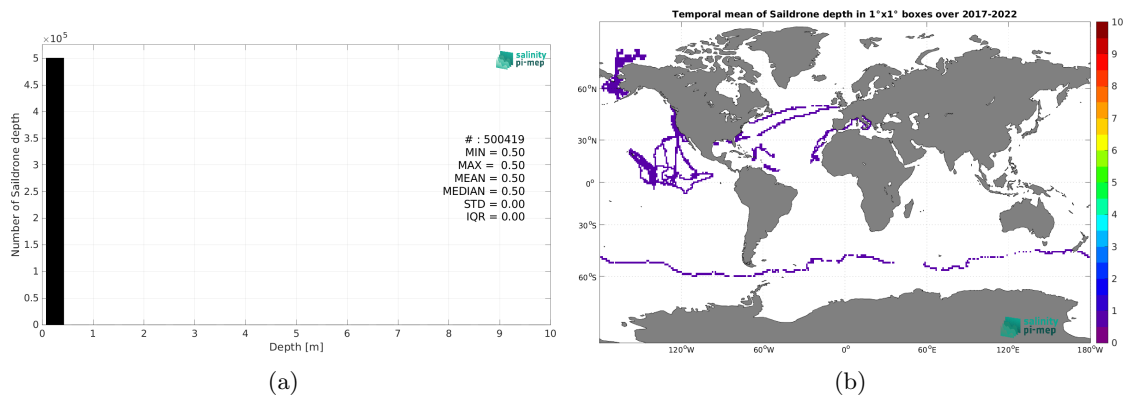 ×10⁵
5
4.5
4
3.5
3
2.5
2
1.5
1
0.5
0
0 1 2 3 4 5 6 7 8 9 10
Number of Saildrone depth
Depth [m]
salinity
pi-mep
# : 500419
MIN = 0.50
MAX = 0.50
MEAN = 0.50
MEDIAN = 0.50
STD = 0.00
IQR = 0.00
(a)
Temporal mean of Saildrone depth in 1°x1° boxes over 2017-2022
60°N
30°N
0°
30°S
60°S
120°W 60°W 0° 60°E 120°E 180°W
salinity
pi-mep
10
9
8
7
6
5
4
3
2
1
0
(b)